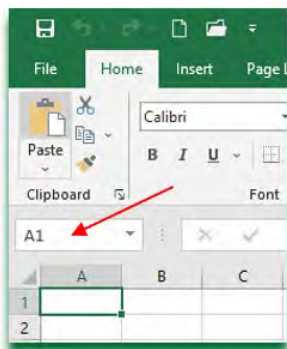 File Home Insert Page
Calibri
Paste
B I U
Clipboard Font
A1
A B C
1
2